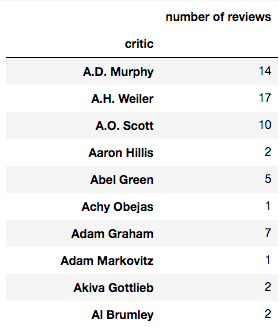 number of reviews
critic
A.D. Murphy 14
A.H. Weiler 17
A.O. Scott 10
Aaron Hillis 2
Abel Green 5
Achy Obejas 1
Adam Graham 7
Adam Markovitz 1
Akiva Gottlieb 2
Al Brumley 2